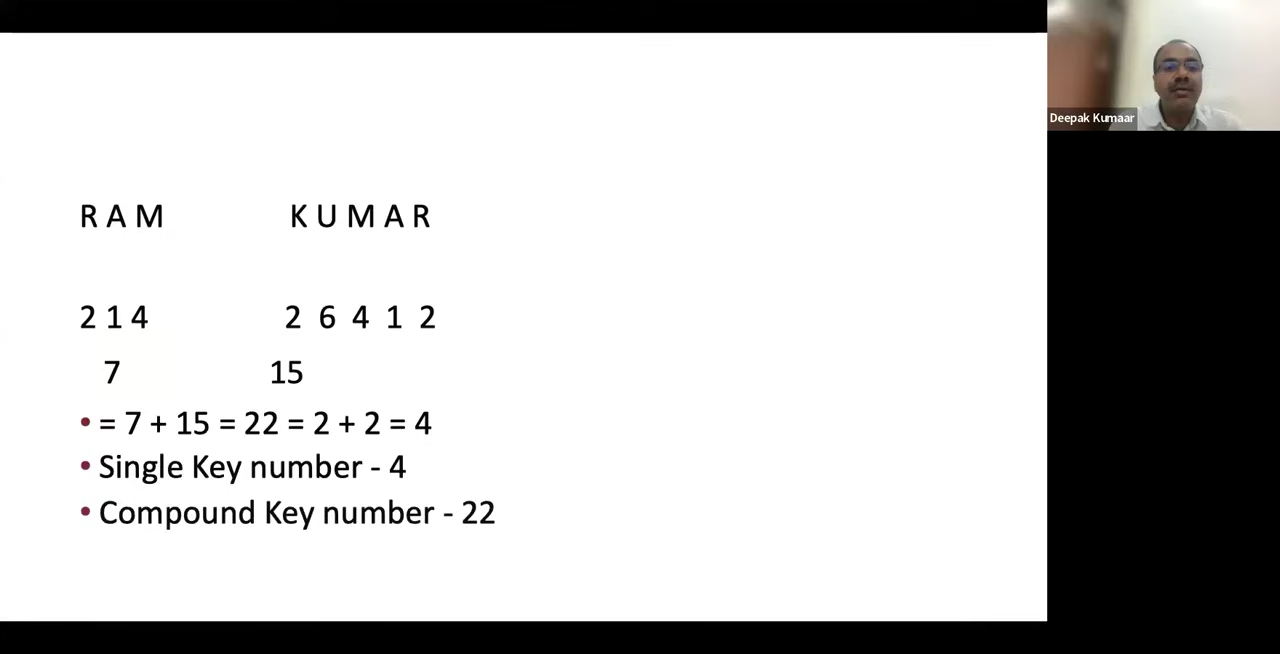 R A M K U M A R
2 1 4 2 6 4 1 2
7 15
• = 7 + 15 = 22 = 2 + 2 = 4
• Single Key number - 4
• Compound Key number - 22
Deepak Kumaar